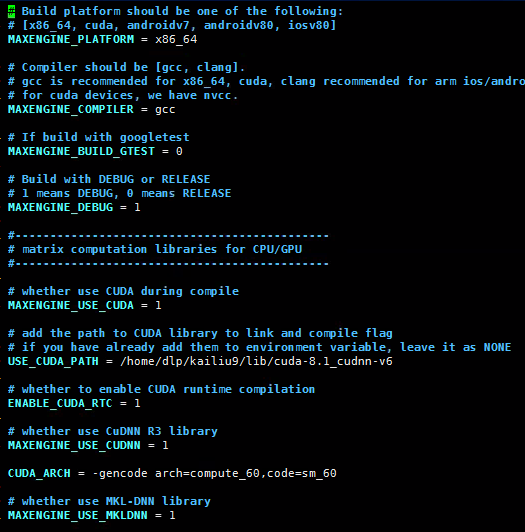 # Build platform should be one of the following:
# [x86_64, cuda, androidv7, androidv80, iosv80]
MAXENGINE_PLATFORM = x86_64
# Compiler should be [gcc, clang].
# gcc is recommended for x86_64, cuda, clang recommended for arm ios/andro
# for cuda devices, we have nvcc.
MAXENGINE_COMPILER = gcc
# If build with googletest
MAXENGINE_BUILD_GTEST = 0
# Build with DEBUG or RELEASE
# 1 means DEBUG, 0 means RELEASE
MAXENGINE_DEBUG = 1
#---------------------------------------------
# matrix computation libraries for CPU/GPU
#---------------------------------------------
# whether use CUDA during compile
MAXENGINE_USE_CUDA = 1
# add the path to CUDA library to link and compile flag
# if you have already add them to environment variable, leave it as NONE
USE_CUDA_PATH = /home/dlp/kailiu9/lib/cuda-8.1_cudnn-v6
# whether to enable CUDA runtime compilation
ENABLE_CUDA_RTC = 1
# whether use CuDNN R3 library
MAXENGINE_USE_CUDNN = 1
CUDA_ARCH = -gencode arch=compute_60,code=sm_60
# whether use MKL-DNN library
MAXENGINE_USE_MKLDNN = 1